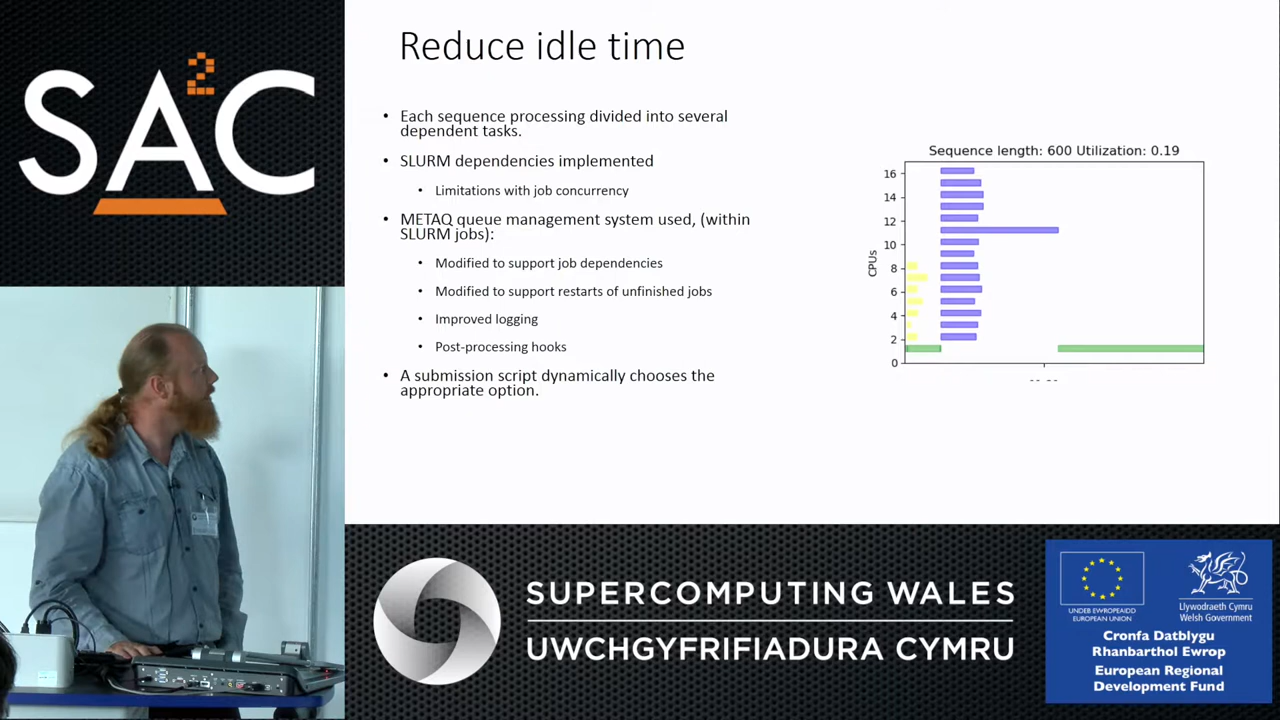 SA2C
Reduce idle time
• Each sequence processing divided into several
dependent tasks.
• SLURM dependencies implemented
• Limitations with job concurrency
• METAQ queue management system used, (within
SLURM jobs):
• Modified to support job dependencies
• Modified to support restarts of unfinished jobs
• Improved logging
• Post-processing hooks
• A submission script dynamically chooses the
appropriate option.
Sequence length: 600 Utilization: 0.19
CPUs
16
14
12
10
8
6
4
2
0
SUPERCOMPUTING WALES
UWCHGYFRIFIADURA CYMRU
UNDEB EWROPEAIDD
EUROPEAN UNION
Llywodraeth Cymru
Welsh Government
Cronfa Datblygu
Rhanbarthol Ewrop
European Regional
Development Fund